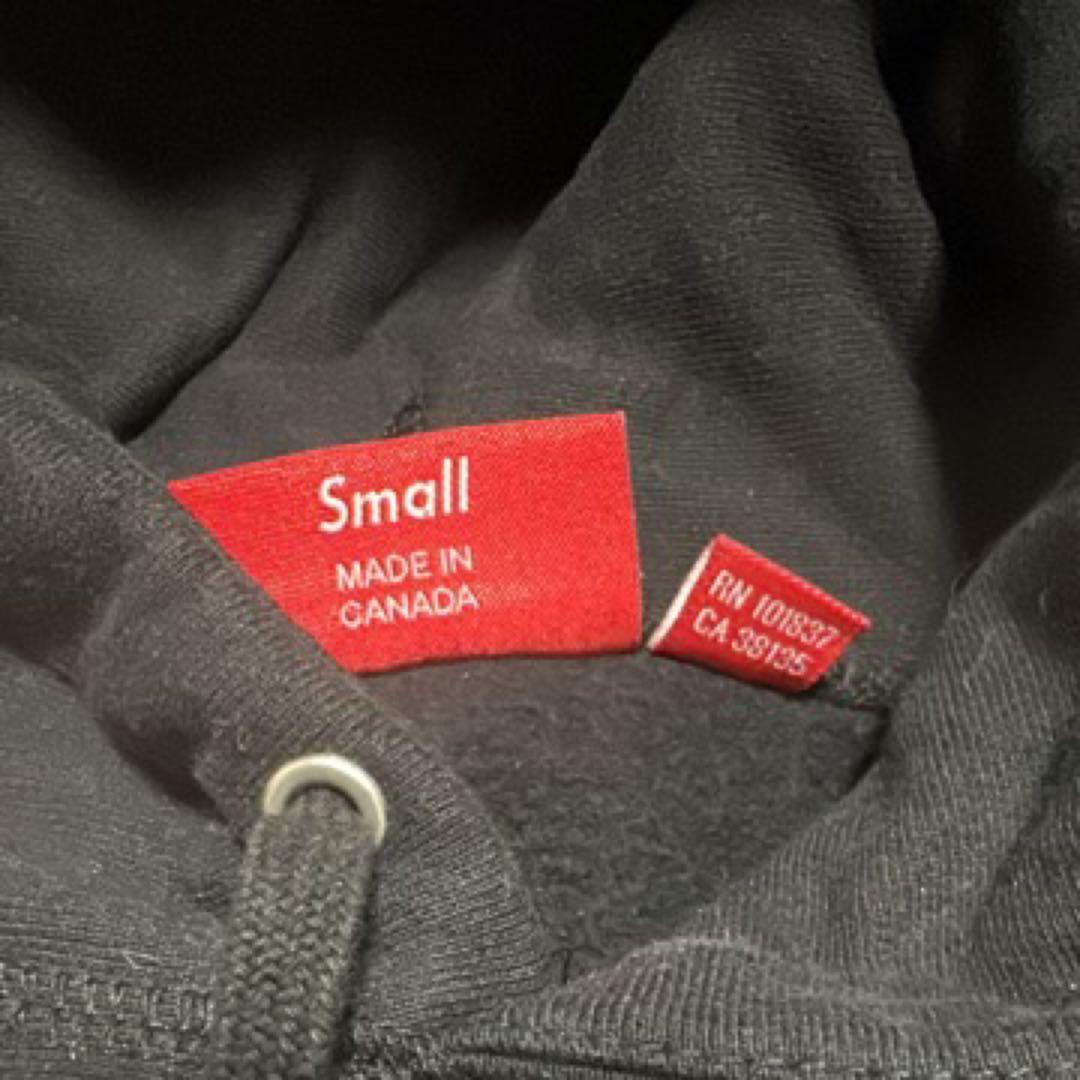 Small
MADE IN
CANADA
RN 101837
CA 38135